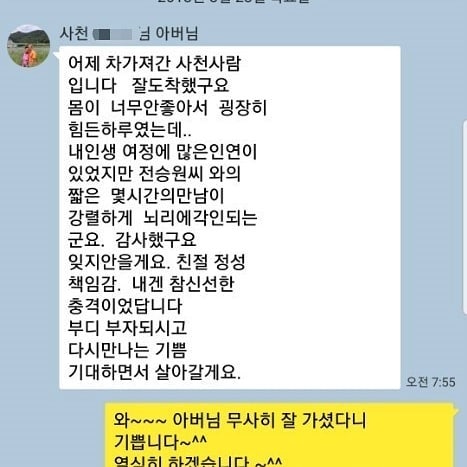 사천 님 아버님
어제 차가져간 사천사람
입니다 잘도착했구요
몸이 너무안좋아서 굉장히
힘든하루였는데..
내인생 여정에 많은인연이
있었지만 전승원씨 와의
짧은 몇시간의만남이
강렬하게 뇌리에각인되는
군요. 감사했구요
잊지안을게요. 친절 정성
책임감. 내겐 참신선한
충격이었답니다
부디 부자되시고
다시만나는 기쁨
기대하면서 살아갈게요.
오전 7:55
와~~~ 아버님 무사히 잘 가셨다니
기쁩니다~^^
열심히 하겠습니다 ~^^